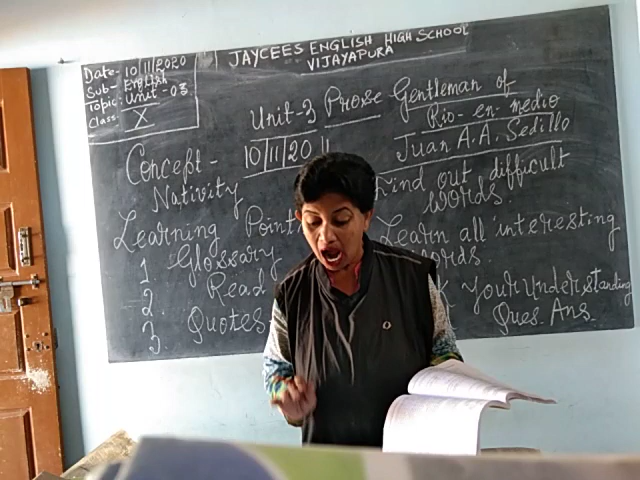 Date- 10/11/2020
Sub- English
Topic: Unit - 03.
Class- X
JAYCEES ENGLISH HIGH SCHOOL
VIJAYAPURA
Unit-3 Prose Gentleman of
Rio-en-medio
10/11/20
Juan A.A. Sedillo
Concept-
Nativity
Find out difficult
words.
Learning Point
Learn all interesting
words.
1. Glossary
2. Read
3. Quotes
Your Understanding
Ques Ans.